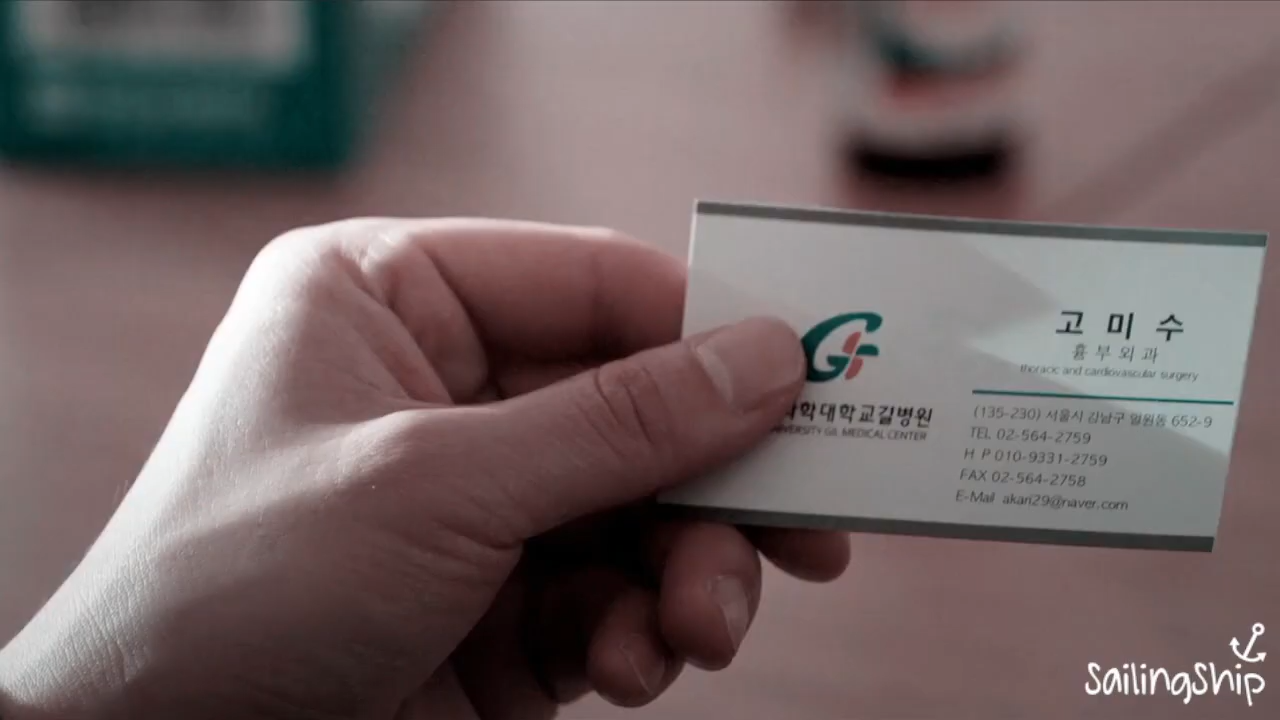 고미수
흉부외과
thoracic and cardiovascular surgery
학대학교길병원
GIL MEDICAL CENTER
(135-230) 서울시 강남구 일원동 652-9
TEL 02-564-2759
H P 010-9331-2759
FAX 02-564-2758
E-Mail akari29@naver.com
SailingShip